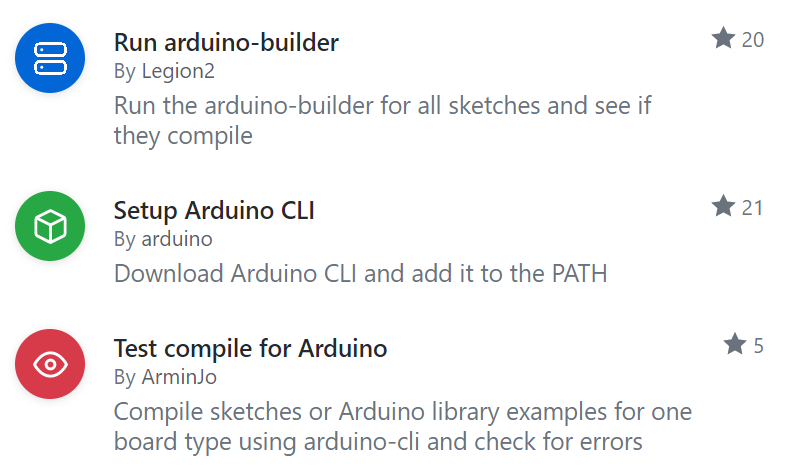 Run arduino-builder
20
By Legion2
Run the arduino-builder for all sketches and see if
they compile
Setup Arduino CLI
21
By arduino
Download Arduino CLI and add it to the PATH
Test compile for Arduino
5
By ArminJo
Compile sketches or Arduino library examples for one
board type using arduino-cli and check for errors